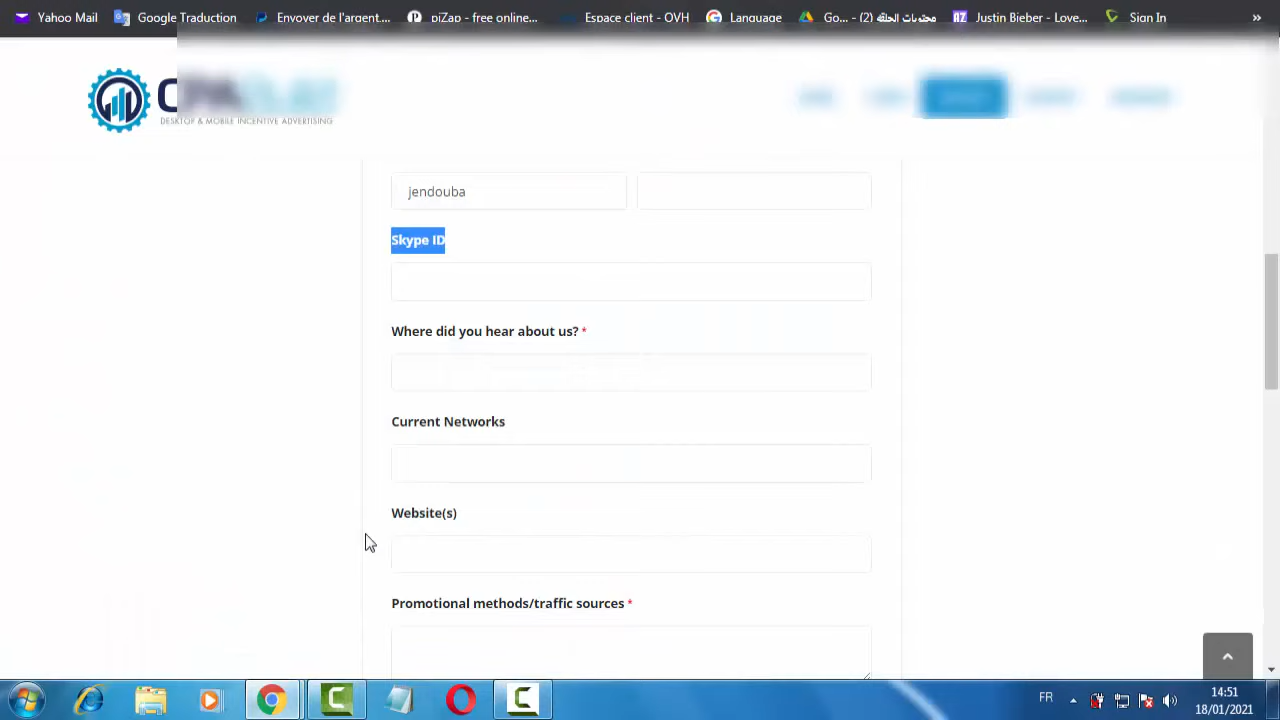 Yahoo Mail Google Traduction Envoyer de l'argent... piZap - free online... Espace client - OVH Language Go... - (2) محتويات الحلقة Justin Bieber - Love... Sign In »
DESKTOP & MOBILE INCENTIVE ADVERTISING
jendouba
Skype ID
Where did you hear about us? *
Current Networks
Website(s)
Promotional methods/traffic sources *
FR
14:51
18/01/2021